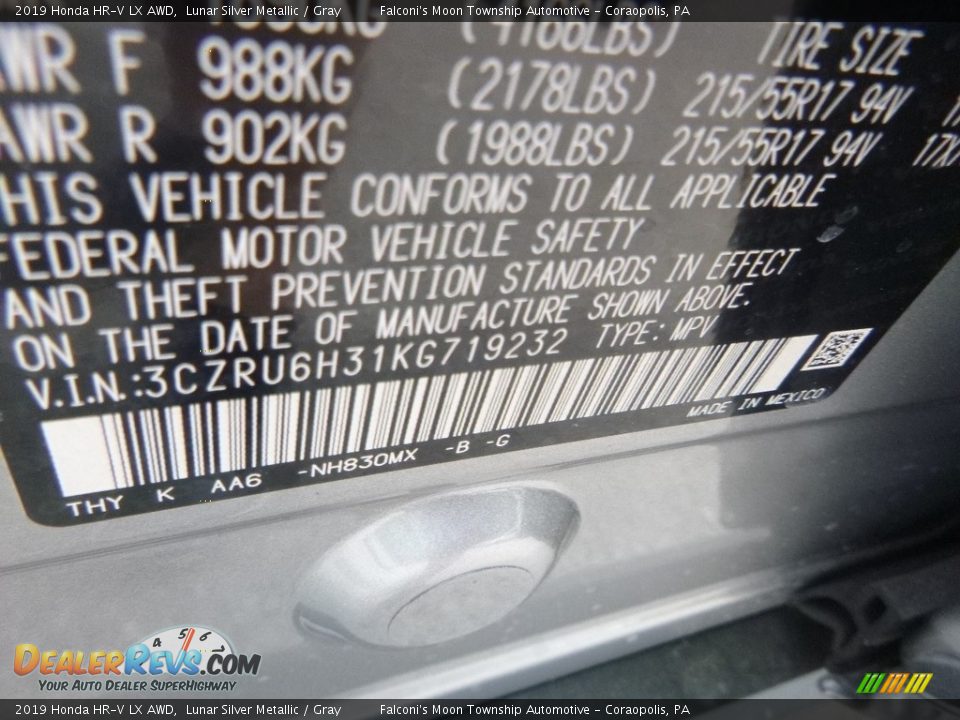 2019 Honda HR-V LX AWD, Lunar Silver Metallic / Gray Falconi's Moon Township Automotive - Coraopolis, PA
TIRE SIZE
F 988KG (2178LBS) 215/55R17 94V
R 902KG (1988LBS) 215/55R17 94V
THIS VEHICLE CONFORMS TO ALL APPLICABLE
FEDERAL MOTOR VEHICLE SAFETY
AND THEFT PREVENTION STANDARDS IN EFFECT
ON THE DATE OF MANUFACTURE SHOWN ABOVE.
V.I.N.:3CZRU6H31KG719232 TYPE: MPV
MADE IN MEXICO
THY K AA6 -NH830MX -B -G
4 5 6
DEALERREVS.COM
YOUR AUTO DEALER SUPERHIGHWAY
2019 Honda HR-V LX AWD, Lunar Silver Metallic / Gray Falconi's Moon Township Automotive - Coraopolis, PA